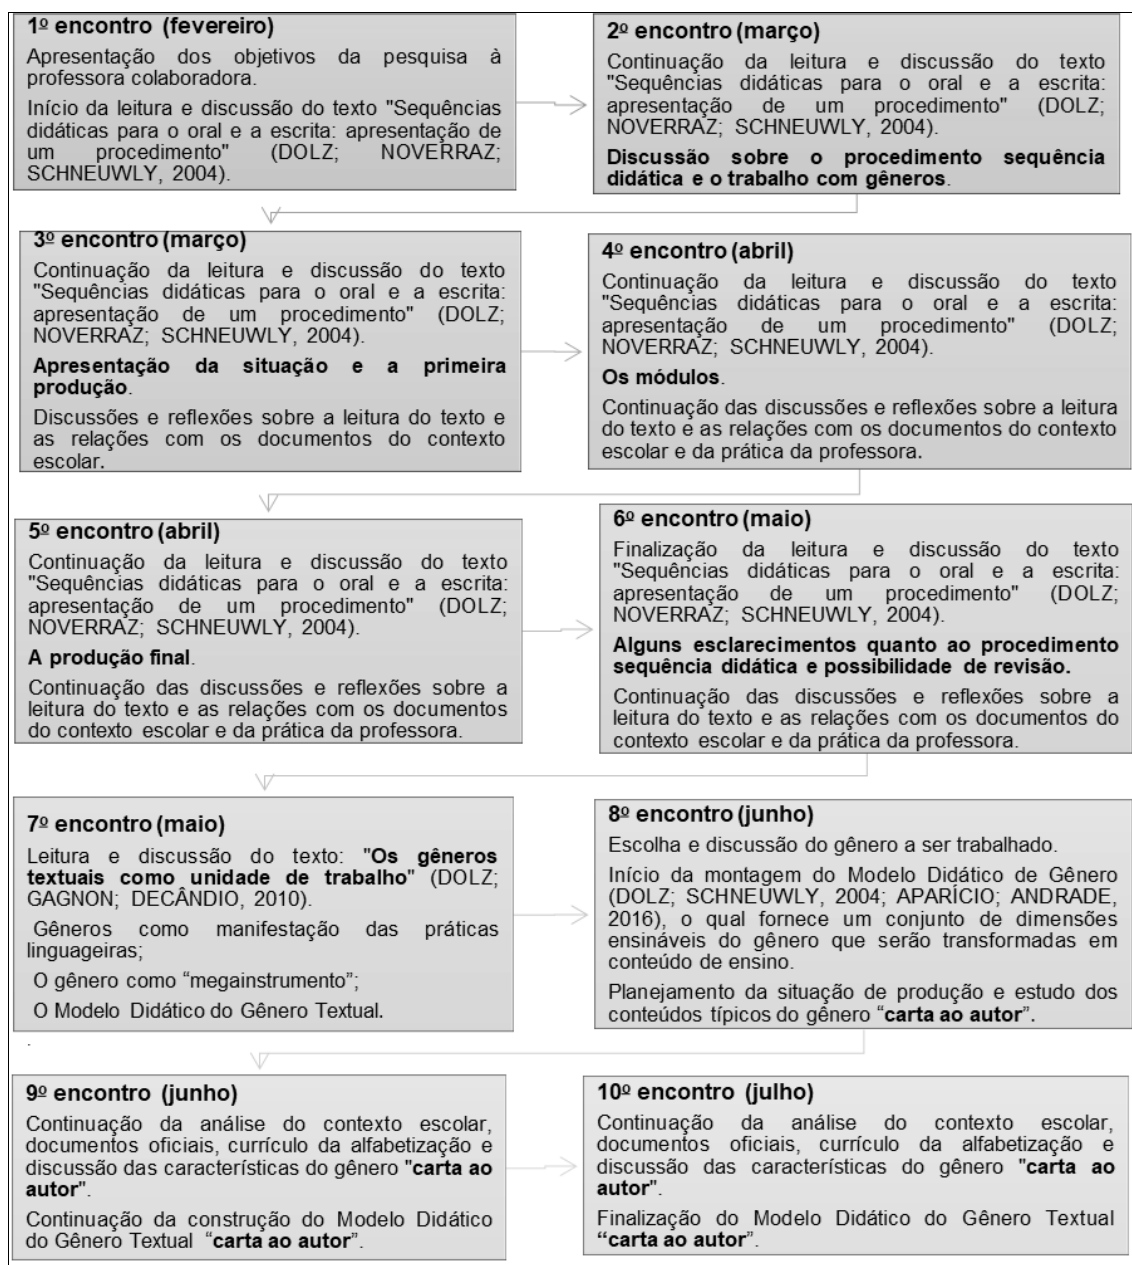 1º encontro (fevereiro)
Apresentação dos objetivos da pesquisa à
professora colaboradora.
Início da leitura e discussão do texto "Sequências
didáticas para o oral e a escrita: apresentação de
um procedimento" (DOLZ; NOVERRAZ;
SCHNEUWLY, 2004).
2º encontro (março)
Continuação da leitura e discussão do texto
"Sequências didáticas para o oral e a escrita:
apresentação de um procedimento" (DOLZ;
NOVERRAZ; SCHNEUWLY, 2004).
Discussão sobre o procedimento sequência
didática e o trabalho com gêneros.
3º encontro (março)
Continuação da leitura e discussão do texto
"Sequências didáticas para o oral e a escrita:
apresentação de um procedimento" (DOLZ;
NOVERRAZ; SCHNEUWLY, 2004).
Apresentação da situação e a primeira
produção.
Discussões e reflexões sobre a leitura do texto e
as relações com os documentos do contexto
escolar.
4º encontro (abril)
Continuação da leitura e discussão do texto
"Sequências didáticas para o oral e a escrita:
apresentação de um procedimento" (DOLZ;
NOVERRAZ; SCHNEUWLY, 2004).
Os módulos.
Continuação das discussões e reflexões sobre a leitura
do texto e as relações com os documentos do contexto
escolar e da prática da professora.
5º encontro (abril)
Continuação da leitura e discussão do texto
"Sequências didáticas para o oral e a escrita:
apresentação de um procedimento" (DOLZ;
NOVERRAZ; SCHNEUWLY, 2004).
A produção final.
Continuação das discussões e reflexões sobre a
leitura do texto e as relações com os documentos
do contexto escolar e da prática da professora.
6º encontro (maio)
Finalização da leitura e discussão do texto
"Sequências didáticas para o oral e a escrita:
apresentação de um procedimento" (DOLZ;
NOVERRAZ; SCHNEUWLY, 2004).
Alguns esclarecimentos quanto ao procedimento
sequência didática e possibilidade de revisão.
Continuação das discussões e reflexões sobre a
leitura do texto e as relações com os documentos do
contexto escolar e da prática da professora.
7º encontro (maio)
Leitura e discussão do texto: "Os gêneros
textuais como unidade de trabalho" (DOLZ;
GAGNON; DECÂNDIO, 2010).
Gêneros como manifestação das práticas
linguageiras;
O gênero como “megainstrumento”;
O Modelo Didático do Gênero Textual.
.
8º encontro (junho)
Escolha e discussão do gênero a ser trabalhado.
Início da montagem do Modelo Didático de Gênero
(DOLZ; SCHNEUWLY, 2004; APARÍCIO; ANDRADE,
2016), o qual fornece um conjunto de dimensões
ensináveis do gênero que serão transformadas em
conteúdo de ensino.
Planejamento da situação de produção e estudo dos
conteúdos típicos do gênero “carta ao autor”.
9º encontro (junho)
Continuação da análise do contexto escolar,
documentos oficiais, currículo da alfabetização e
discussão das características do gênero "carta ao
autor".
Continuação da construção do Modelo Didático
do Gênero Textual “carta ao autor”.
10º encontro (julho)
Continuação da análise do contexto escolar,
documentos oficiais, currículo da alfabetização e
discussão das características do gênero "carta ao
autor".
Finalização do Modelo Didático do Gênero Textual
“carta ao autor”.